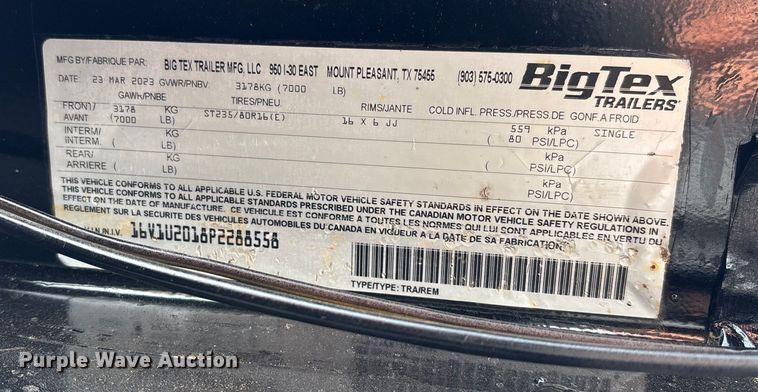 MFG BY/FABRIQUE PAR: BIG TEX TRAILER MFG, LLC 950 I-30 EAST MOUNT PLEASANT, TX 75455 (903) 575-0300
BigTex
TRAILERS
DATE: 23 MAR 2023 GVWR/PNBV 3178KG (7000 LB)
GAWR/PNBE TIRES/PNEU. RIMS/JANTE COLD INFL. PRESS./PRESS.DE GONF.A FROID
FRONT/ 3178 KG ST235/80R16(E) 16 X 6 JJ 559 kPa SINGLE
AVANT (7000 LB) ( 80 PSI/LPC)
INTERM/ KG kPa
INTERM. ( LB) ( PSI/LPC)
REAR/ KG kPa
ARRIERE ( LB) ( PSI/LPC)
THIS VEHICLE CONFORMS TO ALL APPLICABLE U.S. FEDERAL MOTOR VEHICLE SAFETY STANDARDS IN EFFECT ON THE DATE SHOWN ABOVE.
THIS VEHICLE CONFORMS TO ALL APPLICABLE STANDARDS PRESCRIBED UNDER THE CANADIAN MOTOR VEHICLE SAFETY REGULATIONS IN
EFFECT ON THE DATE OF MANUFACTURE. CE VEHICULE EST CONFORME A TOUTES LES NORMES QUI LUI SONT APPLICABLES EN VERTU DU
REGLEMENT SUR LA SECURITE DES VEHICULES AUTOMOBILES DU CANADA EN VIGUEUR A LA DATE DE SA FABRICATION.
V.I.N./N.I.V. 16V1U2018P2288558
TYPE/TYPE: TRA/REM
Purple Wave Auction